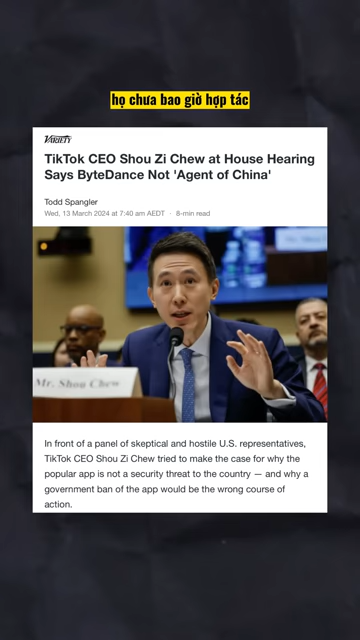 họ chưa bao giờ hợp tác
VARIETY
TikTok CEO Shou Zi Chew at House Hearing
Says ByteDance Not 'Agent of China'
Todd Spangler
Wed, 13 March 2024 at 7:40 am AEDT · 8-min read
Mr. Shou Chew
In front of a panel of skeptical and hostile U.S. representatives,
TikTok CEO Shou Zi Chew tried to make the case for why the
popular app is not a security threat to the country — and why a
government ban of the app would be the wrong course of
action.